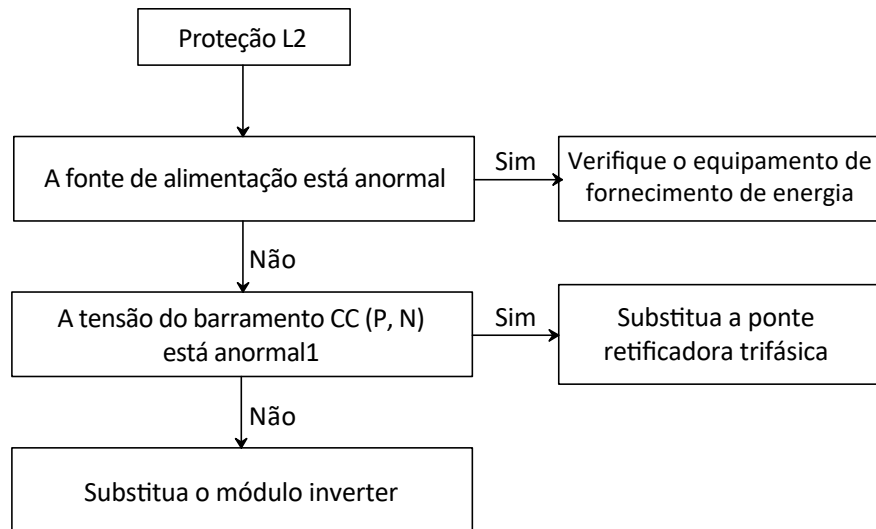 Proteção L2
A fonte de alimentação está anormal
Sim
Verifique o equipamento de
fornecimento de energia
Não
A tensão do barramento CC (P, N)
está anormal1
Sim
Substitua a ponte
retificadora trifásica
Não
Substitua o módulo inverter